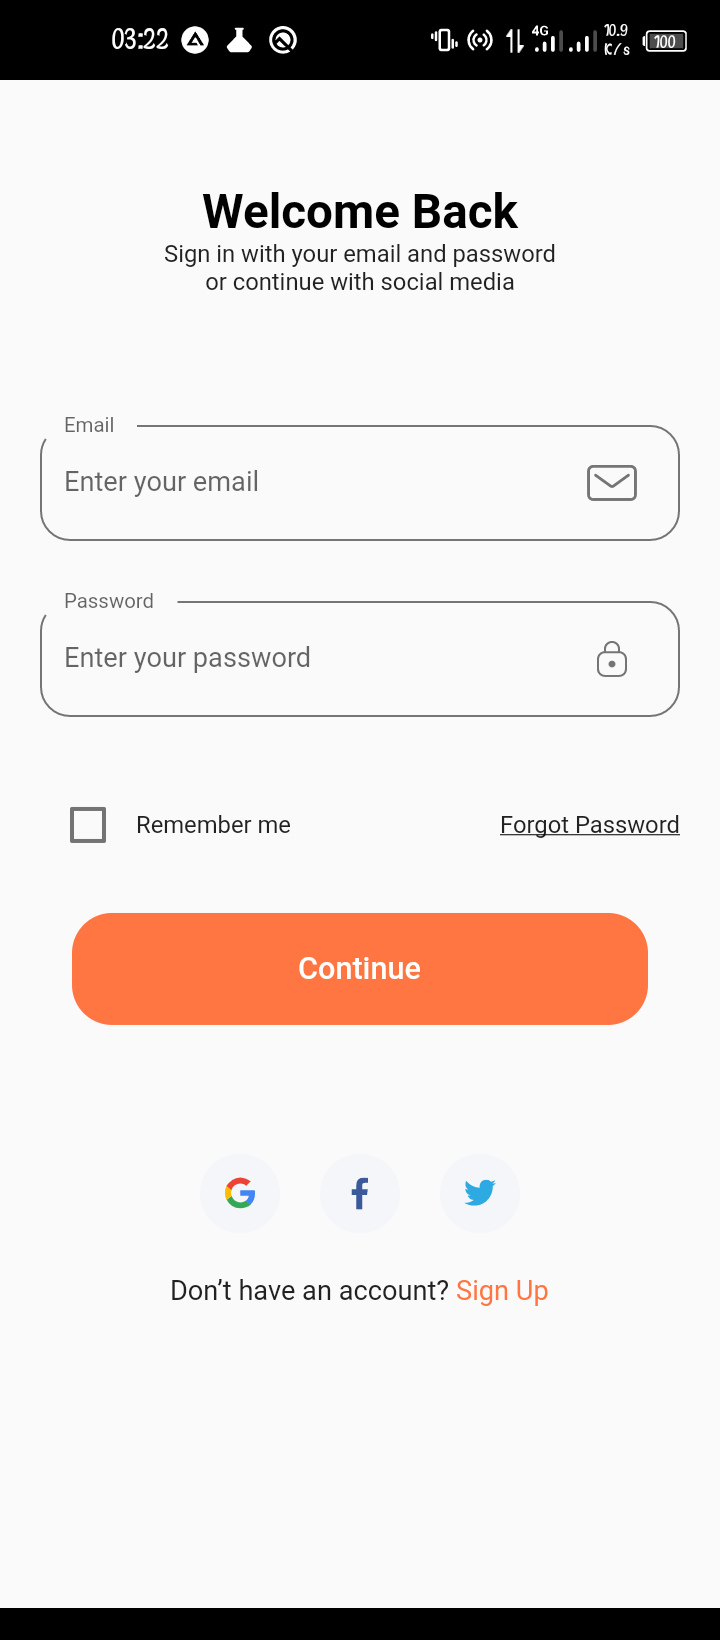 03:22
4G
10.9
K/s
100
Welcome Back
Sign in with your email and password
or continue with social media
Email
Enter your email
Password
Enter your password
Remember me
Forgot Password
Continue
Don’t have an account? Sign Up